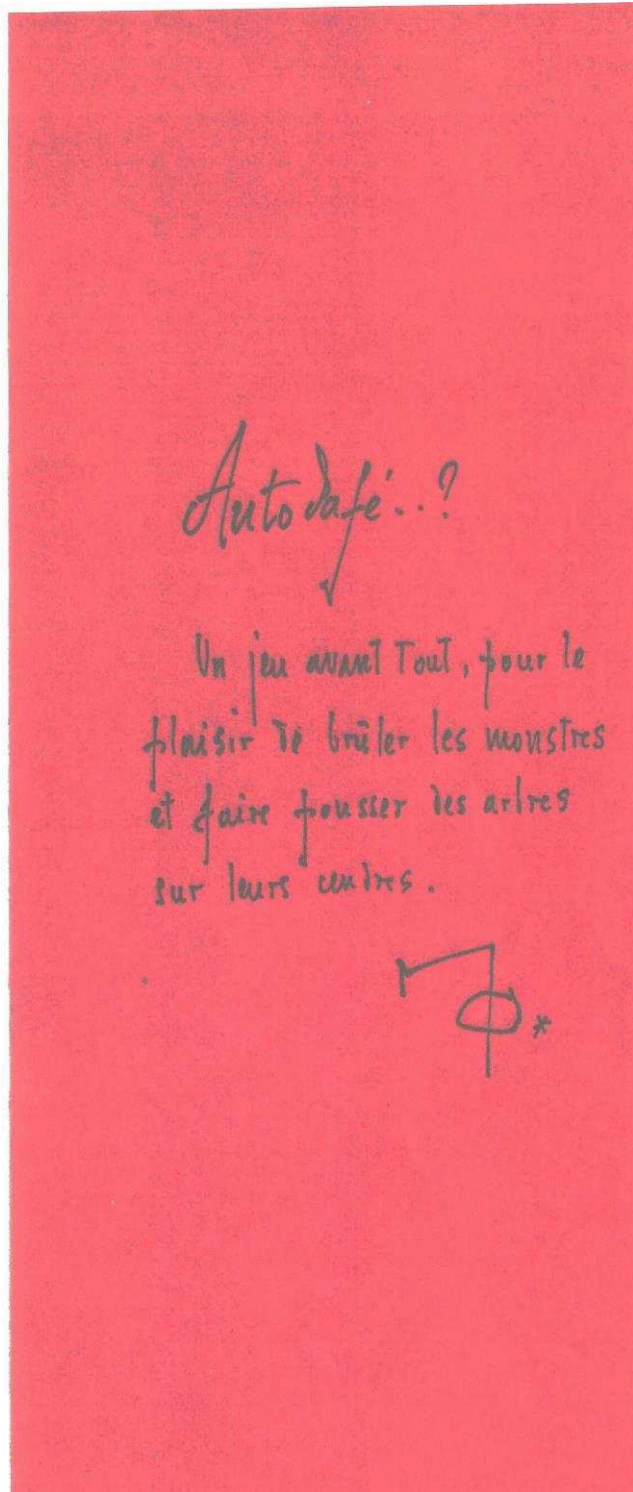 Autodafé..?
Un jeu avant Tout, pour le
plaisir de brûler les monstres
et faire pousser des arbres
sur leurs cendres.